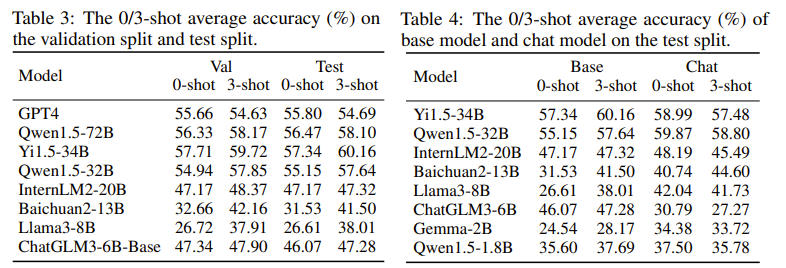 Table 3: The 0/3-shot average accuracy (%) on
the validation split and test split.
Model Val Test
0-shot 3-shot 0-shot 3-shot
GPT4 55.66 54.63 55.80 54.69
Qwen1.5-72B 56.33 58.17 56.47 58.10
Yi1.5-34B 57.71 59.72 57.34 60.16
Qwen1.5-32B 54.94 57.85 55.15 57.64
InternLM2-20B 47.17 48.37 47.17 47.32
Baichuan2-13B 32.66 42.16 31.53 41.50
Llama3-8B 26.72 37.91 26.61 38.01
ChatGLM3-6B-Base 47.34 47.90 46.07 47.28
Table 4: The 0/3-shot average accuracy (%) of
base model and chat model on the test split.
Model Base Chat
0-shot 3-shot 0-shot 3-shot
Yi1.5-34B 57.34 60.16 58.99 57.48
Qwen1.5-32B 55.15 57.64 59.87 58.80
InternLM2-20B 47.17 47.32 48.19 45.49
Baichuan2-13B 31.53 41.50 40.74 44.60
Llama3-8B 26.61 38.01 42.04 41.73
ChatGLM3-6B 46.07 47.28 30.79 27.27
Gemma-2B 24.54 28.17 34.38 33.72
Qwen1.5-1.8B 35.60 37.69 37.50 35.78